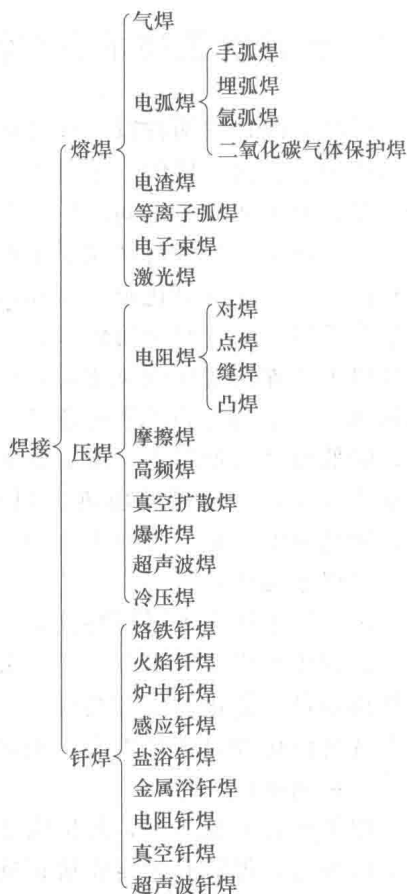 气焊
手弧焊
埋弧焊
电弧焊
氩弧焊
二氧化碳气体保护焊
熔焊
电渣焊
等离子弧焊
电子束焊
激光焊
对焊
点焊
电阻焊
缝焊
凸焊
焊接
压焊
摩擦焊
高频焊
真空扩散焊
爆炸焊
超声波焊
冷压焊
烙铁钎焊
火焰钎焊
炉中钎焊
感应钎焊
钎焊
盐浴钎焊
金属浴钎焊
电阻钎焊
真空钎焊
超声波钎焊